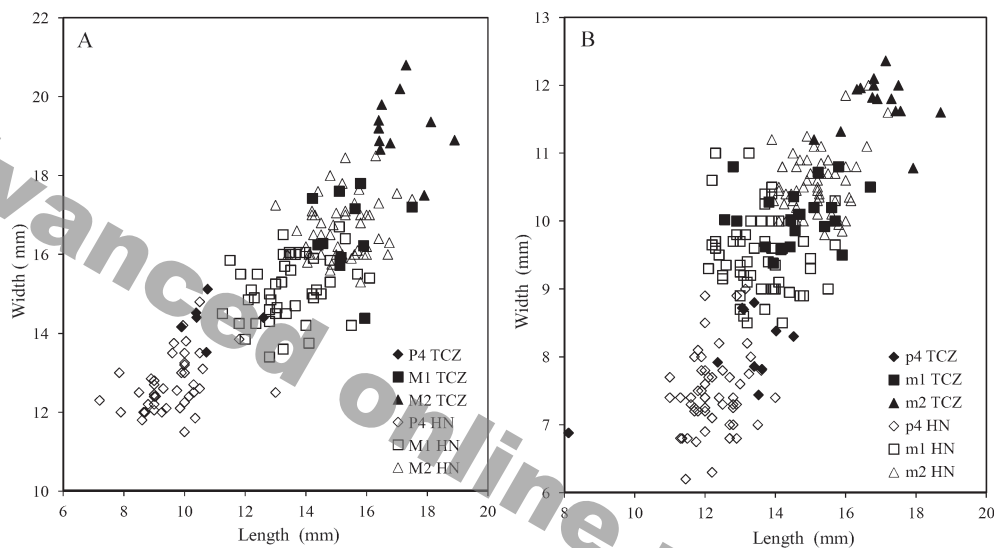 A
22
20
18
16
14
12
10
Width ( mm)
6
8
10
12
14
16
18
20
Length (mm)
P4 TCZ
M1 TCZ
M2 TCZ
P4 HN
M1 HN
M2 HN
B
13
12
11
10
9
8
7
6
Width (mm)
8
10
12
14
16
18
20
Length (mm)
p4 TCZ
m1 TCZ
m2 TCZ
p4 HN
m1 HN
m2 HN
vanced online